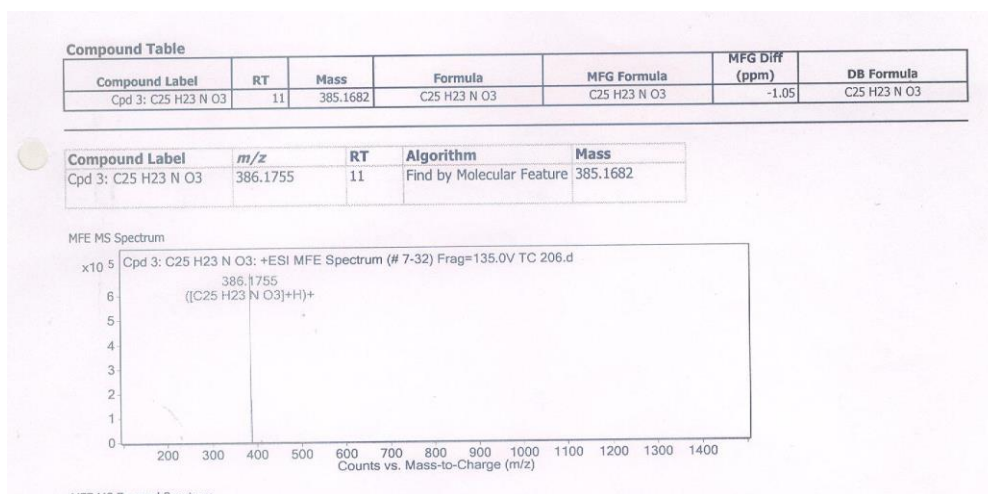 Compound Table
Compound Label RT Mass Formula MFG Formula MFG Diff (ppm) DB Formula
Cpd 3: C25 H23 N O3 11 385.1682 C25 H23 N O3 C25 H23 N O3 -1.05 C25 H23 N O3
Compound Label m/z RT Algorithm Mass
Cpd 3: C25 H23 N O3 386.1755 11 Find by Molecular Feature 385.1682
MFE MS Spectrum
x10 5 Cpd 3: C25 H23 N O3: +ESI MFE Spectrum (# 7-32) Frag=135.0V TC 206.d
386.1755
([C25 H23 N O3]+H)+
6
5
4
3
2
1
0
200 300 400 500 600 700 800 900 1000 1100 1200 1300 1400
Counts vs. Mass-to-Charge (m/z)